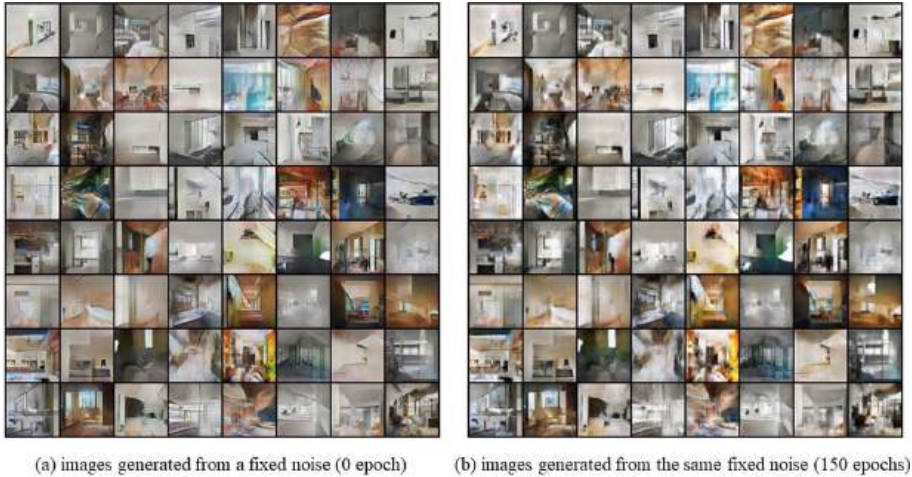 (a) images generated from a fixed noise (0 epoch)
(b) images generated from the same fixed noise (150 epochs)